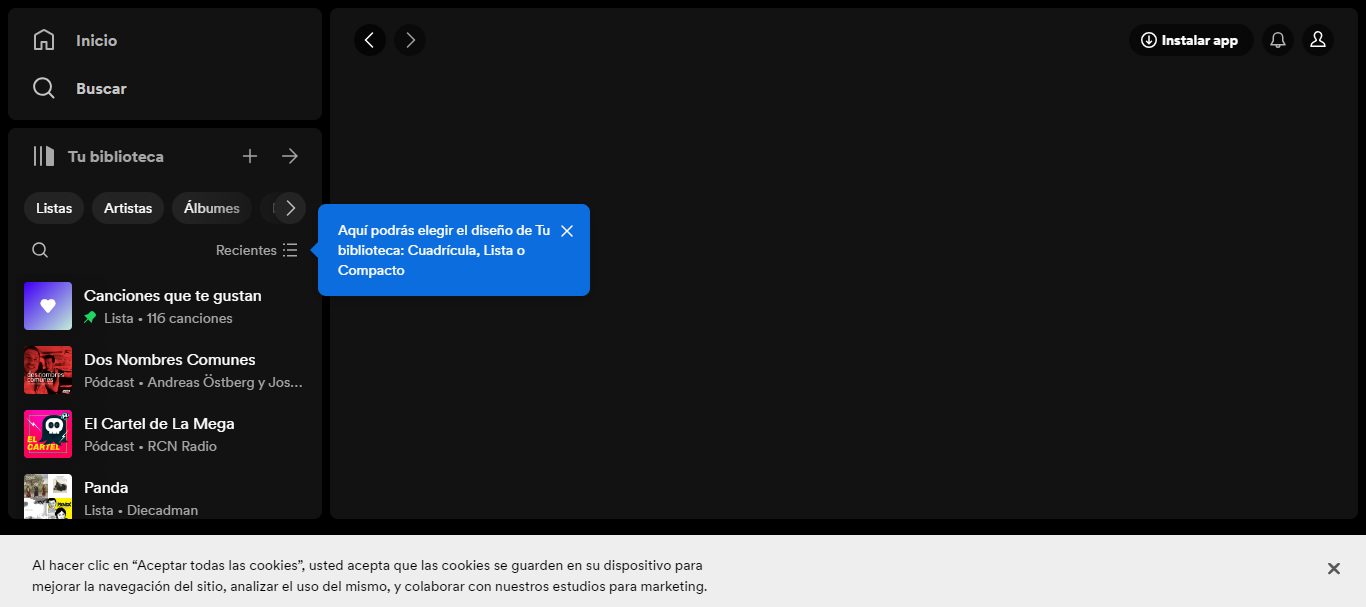 Inicio
Buscar
Tu biblioteca
Listas
Artistas
Álbumes
Recientes
Canciones que te gustan
Lista • 116 canciones
Dos Nombres Comunes
Pódcast • Andreas Östberg y Jos...
El Cartel de La Mega
Pódcast • RCN Radio
EL
CARTEL
Panda
Lista • Diecadman
Instalar app
Aquí podrás elegir el diseño de Tu
biblioteca: Cuadrícula, Lista o
Compacto
Al hacer clic en “Aceptar todas las cookies”, usted acepta que las cookies se guarden en su dispositivo para
mejorar la navegación del sitio, analizar el uso del mismo, y colaborar con nuestros estudios para marketing.